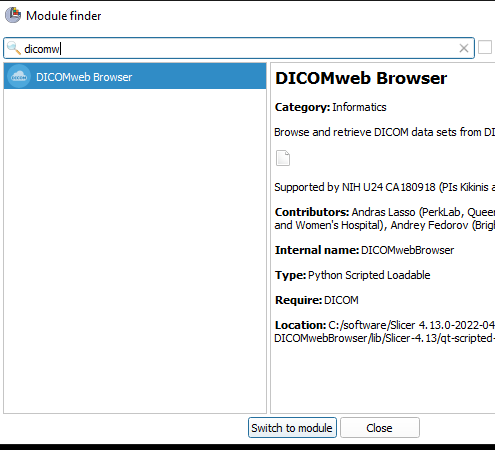 Module finder
dicomw
DICOMweb Browser
DICOMweb Browser
Category: Informatics
Browse and retrieve DICOM data sets from DI
Supported by NIH U24 CA180918 (PIs Kikinis a
Contributors: Andras Lasso (PerkLab, Queen
and Women's Hospital), Andrey Fedorov (Brigh
Internal name: DICOMwebBrowser
Type: Python Scripted Loadable
Require: DICOM
Location: C:/software/Slicer 4.13.0-2022-04
DICOMwebBrowser/lib/Slicer-4.13/qt-scripted-
Switch to module
Close